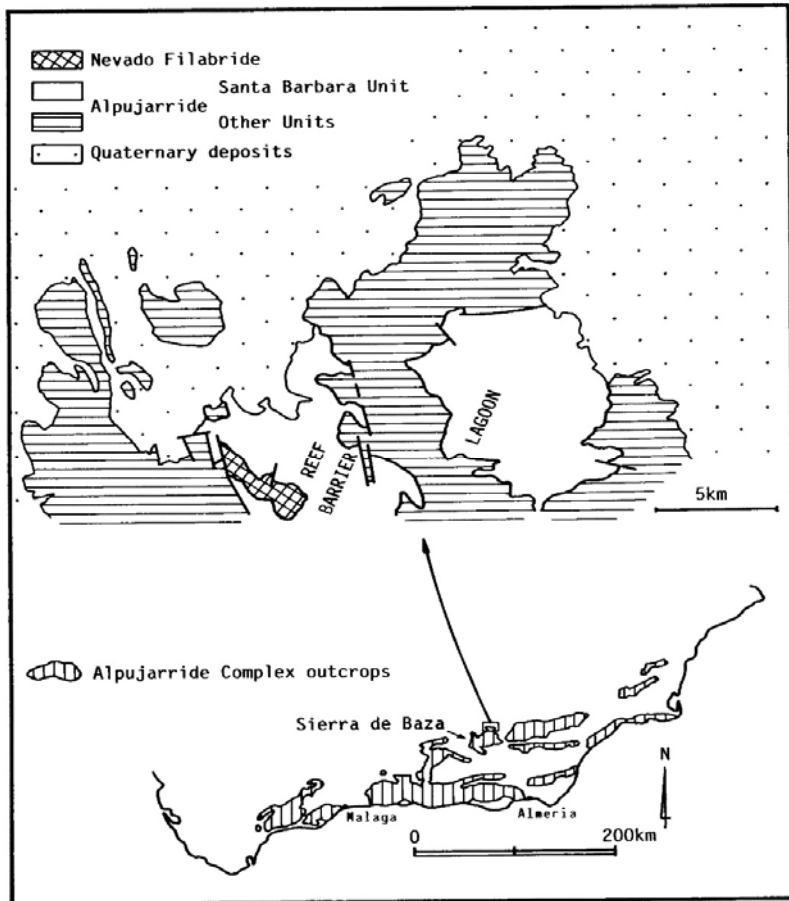 Nevado Filabride
Santa Barbara Unit
Alpujarride
Other Units
Quaternary deposits
LAGOON
REEF
BARRIER
5km
Alpujarride Complex outcrops
Sierra de Baza
N
Malaga
Almeria
0
200km